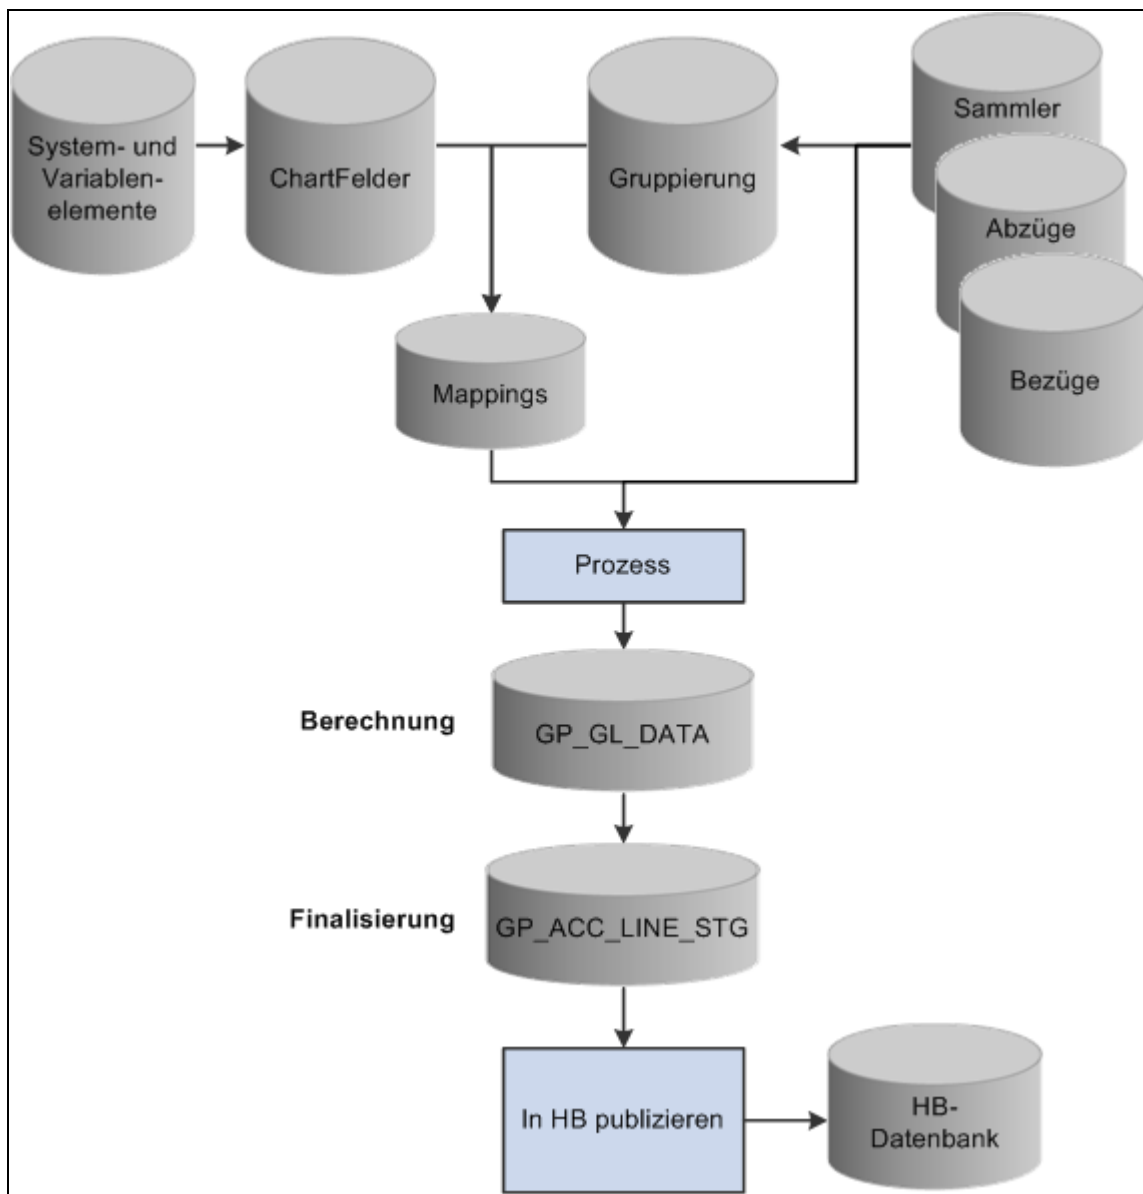 System- und
Variablen-
elemente
ChartFelder
Gruppierung
Sammler
Abzüge
Bezüge
Mappings
Prozess
Berechnung
GP_GL_DATA
Finalisierung
GP_ACC_LINE_STG
In HB publizieren
HB-
Datenbank